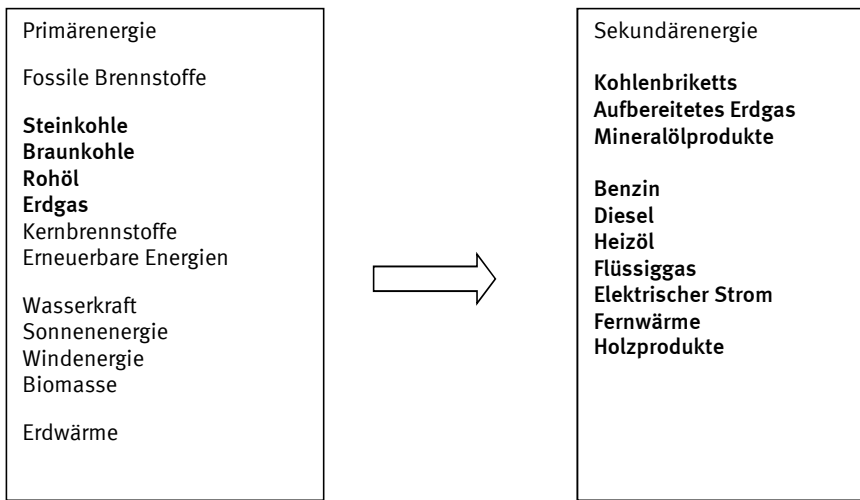 Primärenergie
Fossile Brennstoffe
Steinkohle
Braunkohle
Rohöl
Erdgas
Kernbrennstoffe
Erneuerbare Energien
Wasserkraft
Sonnenenergie
Windenergie
Biomasse
Erdwärme
Sekundärenergie
Kohlenbriketts
Aufbereitetes Erdgas
Mineralölprodukte
Benzin
Diesel
Heizöl
Flüssiggas
Elektrischer Strom
Fernwärme
Holzprodukte